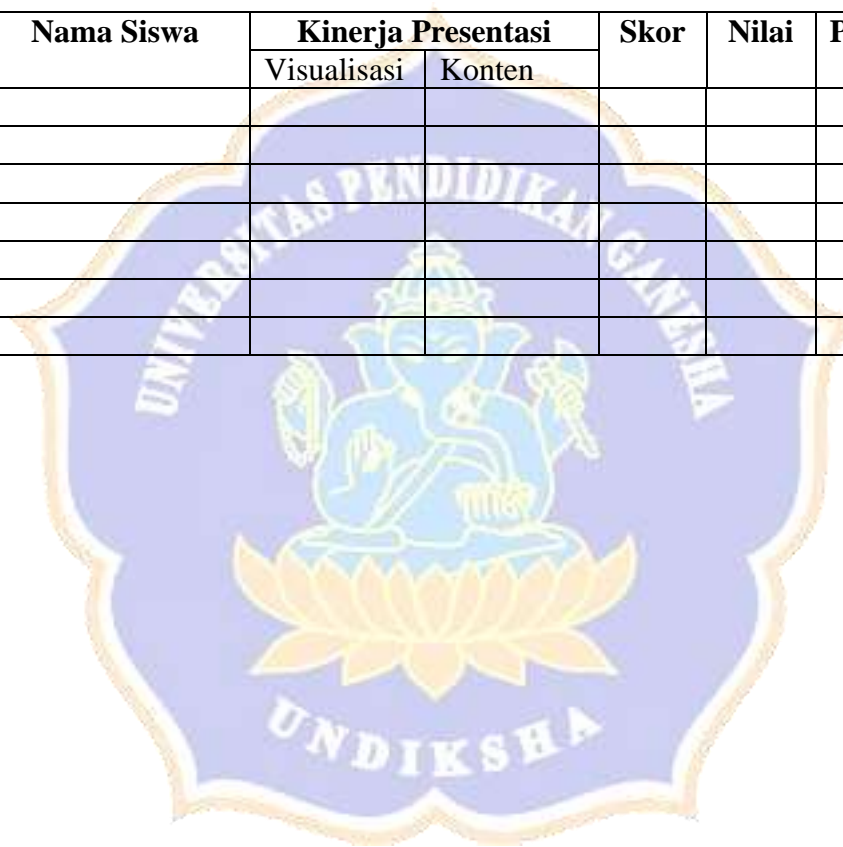 Nama Siswa Kinerja Presentasi Skor Nilai P
Visualisasi Konten
UNIVERSITAS PENDIDIKAN GANESHA
UNDIKSHA